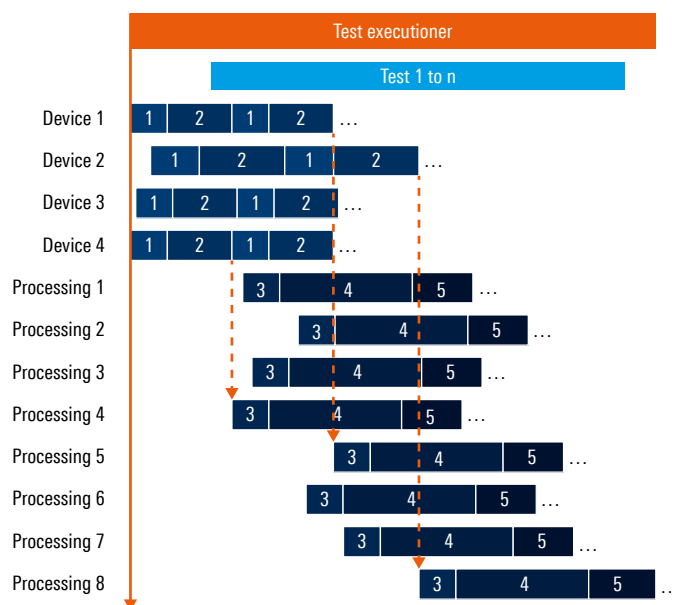 Test executioner
Test 1 to n
Device 1 1 2 1 2 ...
Device 2 1 2 1 2 ...
Device 3 1 2 1 2 ...
Device 4 1 2 1 2 ...
Processing 1 3 4 5 ...
Processing 2 3 4 5 ...
Processing 3 3 4 5 ...
Processing 4 3 4 5 ...
Processing 5 3 4 5 ...
Processing 6 3 4 5 ...
Processing 7 3 4 5 ...
Processing 8 3 4 5 ..